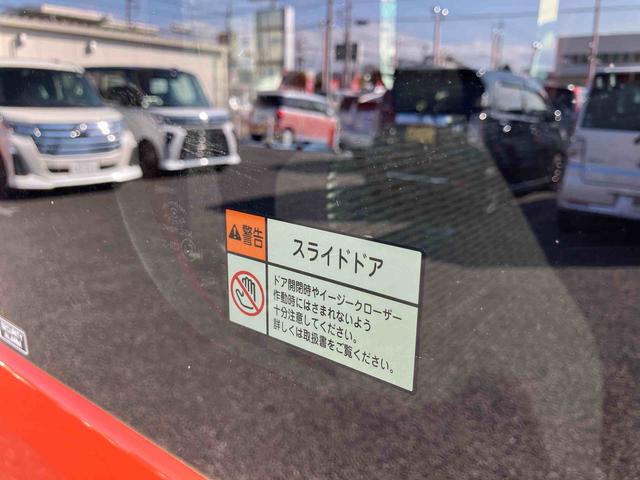 警告
スライドドア
ドア開閉時やイージークローザー
作動時にはさまれないよう
十分注意してください。
詳しくは取扱書をご覧ください。